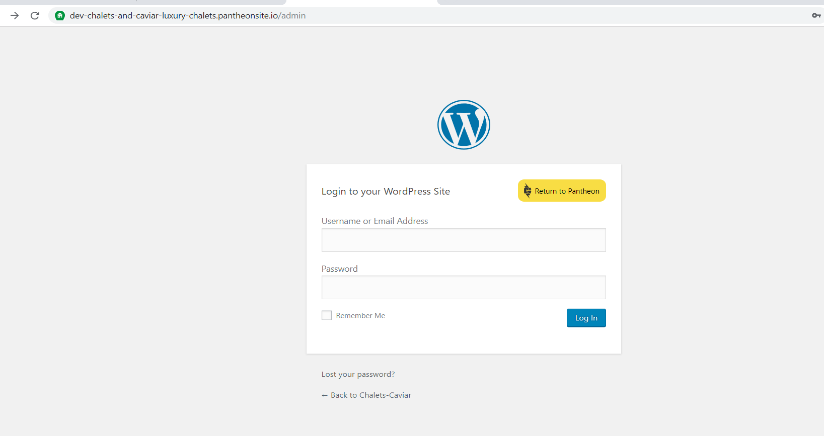 dev-chalets-and-caviar-luxury-chalets.pantheonsite.io/admin
Login to your WordPress Site
Return to Pantheon
Username or Email Address
Password
Remember Me
Log In
Lost your password?
← Back to Chalets-Caviar